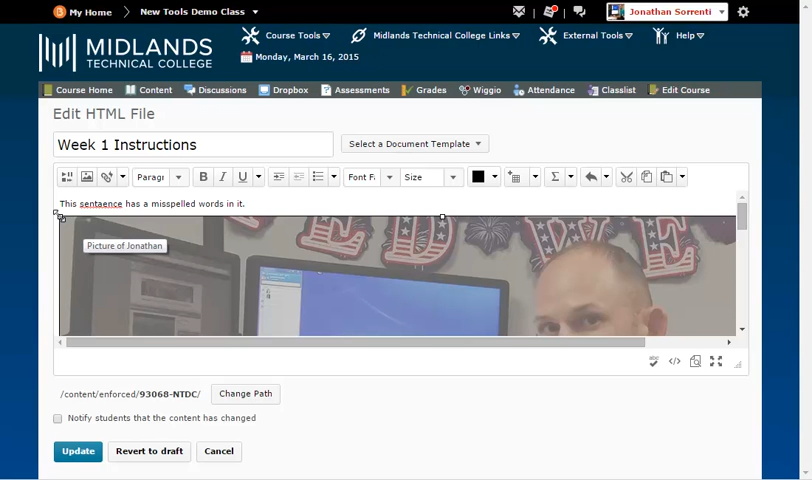 My Home New Tools Demo Class Jonathan Sorrenti
MIDLANDS
TECHNICAL COLLEGE
Course Tools Midlands Technical College Links External Tools Help
Monday, March 16, 2015
Course Home Content Discussions Dropbox Assessments Grades Wiggio Attendance Classlist Edit Course
Edit HTML File
Week 1 Instructions Select a Document Template
Paragr B I U Font F Size Σ
This sentaence has a misspelled words in it.
Picture of Jonathan
E D W E
abc </>
/content/enforced/93068-NTDC/ Change Path
Notify students that the content has changed
Update Revert to draft Cancel